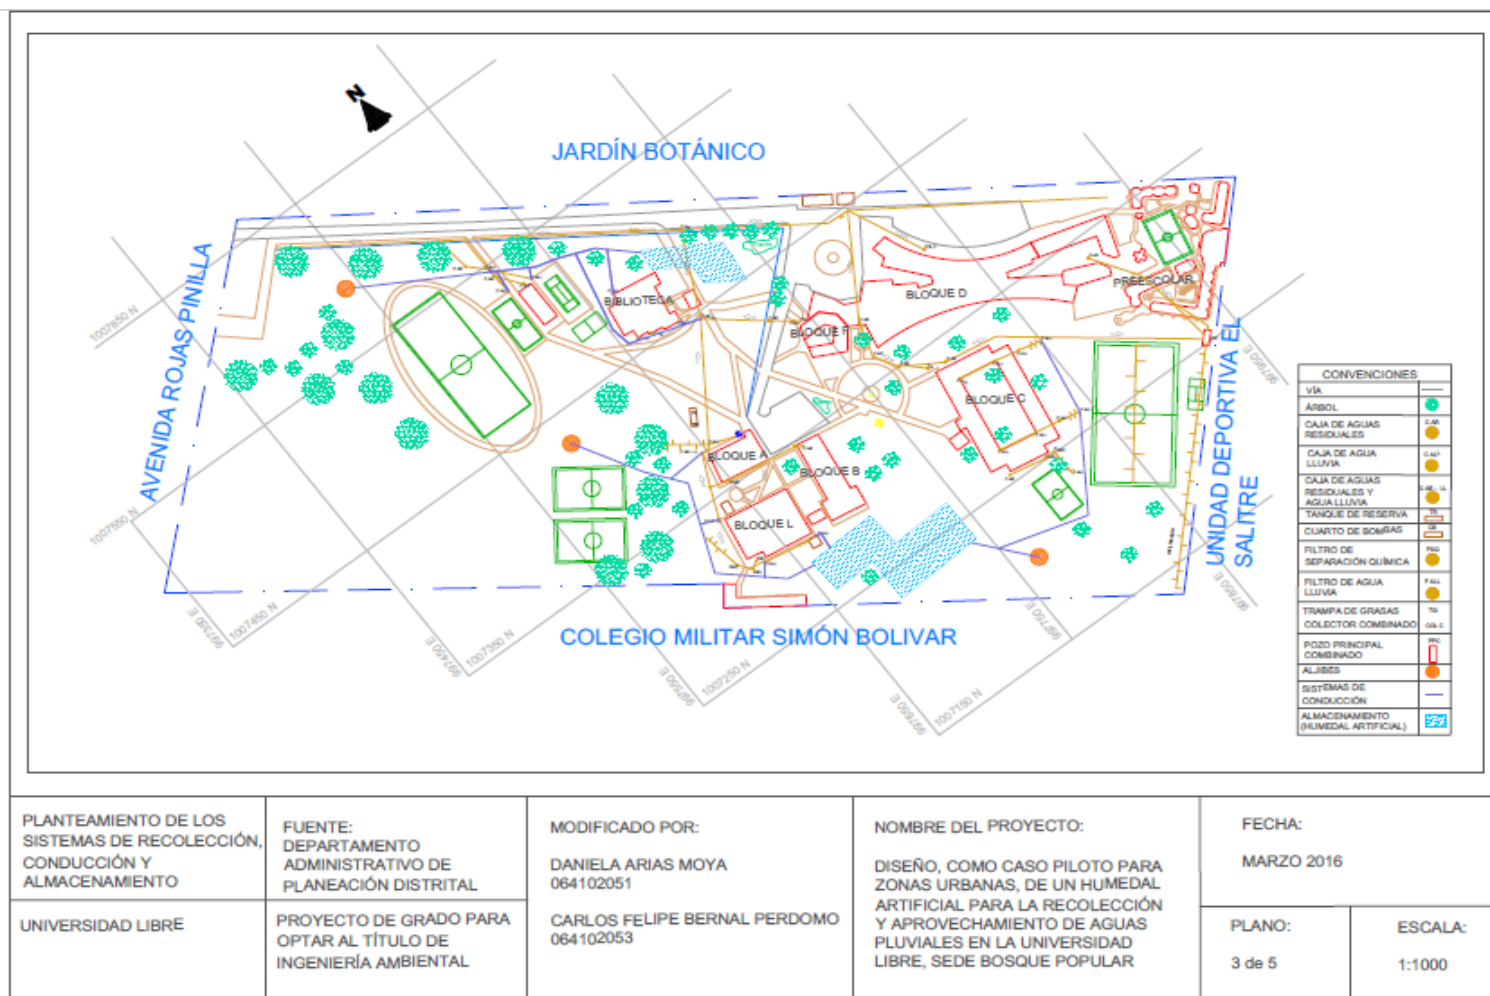 N
JARDÍN BOTÁNICO
AVENIDA ROJAS PINILLA
UNIDAD DEPORTIVA EL
SALITRE
COLEGIO MILITAR SIMÓN BOLIVAR
BIBLIOTECA
BLOQUE D
PREESCOLAR
BLOQUE F
BLOQUE C
BLOQUE A
BLOQUE B
BLOQUE L
1007650 N
1007550 N
1007450 N
1007350 N
1007250 N
1007150 N
997350 E
997450 E
997550 E
997650 E
997750 E
997850 E
997950 E
CONVENCIONES
VÍA
ÁRBOL
CAJA DE AGUAS
RESIDUALES
CAJA DE AGUA
LLUVIA
CAJA DE AGUAS
RESIDUALES Y
AGUA LLUVIA
TANQUE DE RESERVA
CUARTO DE BOMBAS
FILTRO DE
SEPARACIÓN QUÍMICA
FILTRO DE AGUA
LLUVIA
TRAMPA DE GRASAS
COLECTOR COMBINADO
POZO PRINCIPAL
COMBINADO
ALJIBES
SISTEMAS DE
CONDUCCIÓN
ALMACENAMIENTO
(HUMEDAL ARTIFICIAL)
PLANTEAMIENTO DE LOS
SISTEMAS DE RECOLECCIÓN,
CONDUCCIÓN Y
ALMACENAMIENTO
UNIVERSIDAD LIBRE
FUENTE:
DEPARTAMENTO
ADMINISTRATIVO DE
PLANEACIÓN DISTRITAL
PROYECTO DE GRADO PARA
OPTAR AL TÍTULO DE
INGENIERÍA AMBIENTAL
MODIFICADO POR:
DANIELA ARIAS MOYA
064102051
CARLOS FELIPE BERNAL PERDOMO
064102053
NOMBRE DEL PROYECTO:
DISEÑO, COMO CASO PILOTO PARA
ZONAS URBANAS, DE UN HUMEDAL
ARTIFICIAL PARA LA RECOLECCIÓN
Y APROVECHAMIENTO DE AGUAS
PLUVIALES EN LA UNIVERSIDAD
LIBRE, SEDE BOSQUE POPULAR
FECHA:
MARZO 2016
PLANO:
3 de 5
ESCALA:
1:1000